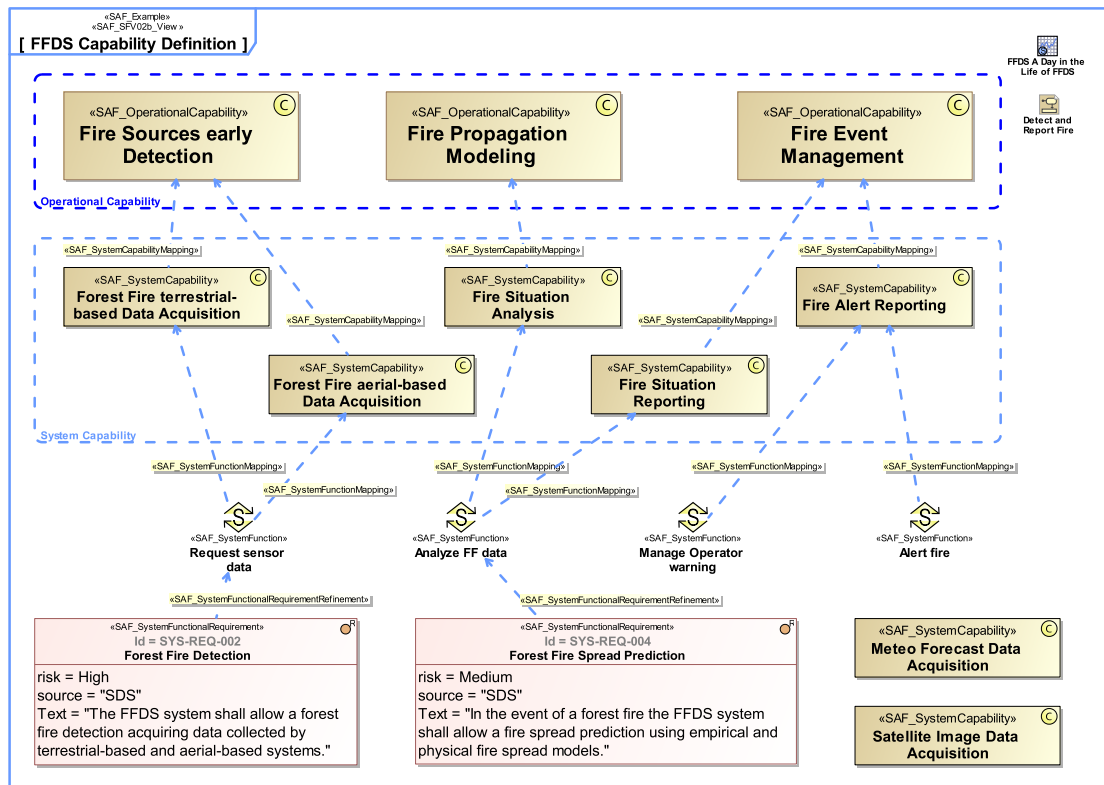 «SAF_Example»
«SAF_SFV02b_View »
[ FFDS Capability Definition ]
FFDS A Day in the
Life of FFDS
Detect and
Report Fire
«SAF_OperationalCapability»
C
Fire Sources early
Detection
«SAF_OperationalCapability»
C
Fire Propagation
Modeling
«SAF_OperationalCapability»
C
Fire Event
Management
Operational Capability
«SAF_SystemCapabilityMapping»
«SAF_SystemCapabilityMapping»
«SAF_SystemCapabilityMapping»
«SAF_SystemCapability»
C
Forest Fire terrestrial-
based Data Acquisition
«SAF_SystemCapability»
C
Fire Situation
Analysis
«SAF_SystemCapability»
C
Fire Alert Reporting
«SAF_SystemCapabilityMapping»
«SAF_SystemCapabilityMapping»
«SAF_SystemCapability»
C
Forest Fire aerial-based
Data Acquisition
«SAF_SystemCapability»
C
Fire Situation
Reporting
System Capability
«SAF_SystemFunctionMapping»
«SAF_SystemFunctionMapping»
«SAF_SystemFunctionMapping»
«SAF_SystemFunctionMapping»
«SAF_SystemFunctionMapping»
«SAF_SystemFunctionMapping»
S
«SAF_SystemFunction»
Request sensor
data
S
«SAF_SystemFunction»
Analyze FF data
S
«SAF_SystemFunction»
Manage Operator
warning
S
«SAF_SystemFunction»
Alert fire
«SAF_SystemFunctionalRequirementRefinement»
«SAF_SystemFunctionalRequirementRefinement»
«SAF_SystemFunctionalRequirement»
R
Id = SYS-REQ-002
Forest Fire Detection
risk = High
source = "SDS"
Text = "The FFDS system shall allow a forest
fire detection acquiring data collected by
terrestrial-based and aerial-based systems."
«SAF_SystemFunctionalRequirement»
R
Id = SYS-REQ-004
Forest Fire Spread Prediction
risk = Medium
source = "SDS"
Text = "In the event of a forest fire the FFDS system
shall allow a fire spread prediction using empirical and
physical fire spread models."
«SAF_SystemCapability»
C
Meteo Forecast Data
Acquisition
«SAF_SystemCapability»
C
Satellite Image Data
Acquisition